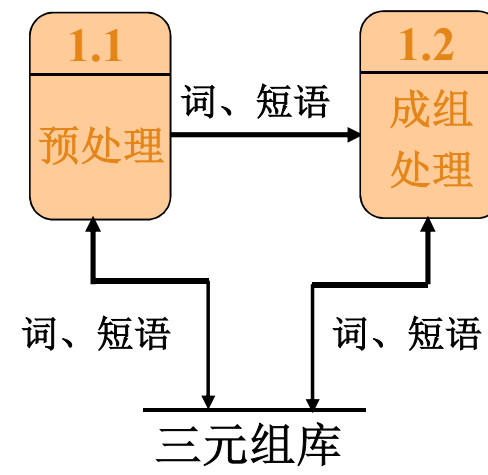 1.1
预处理
词、短语
1.2
成组
处理
词、短语
词、短语
三元组库